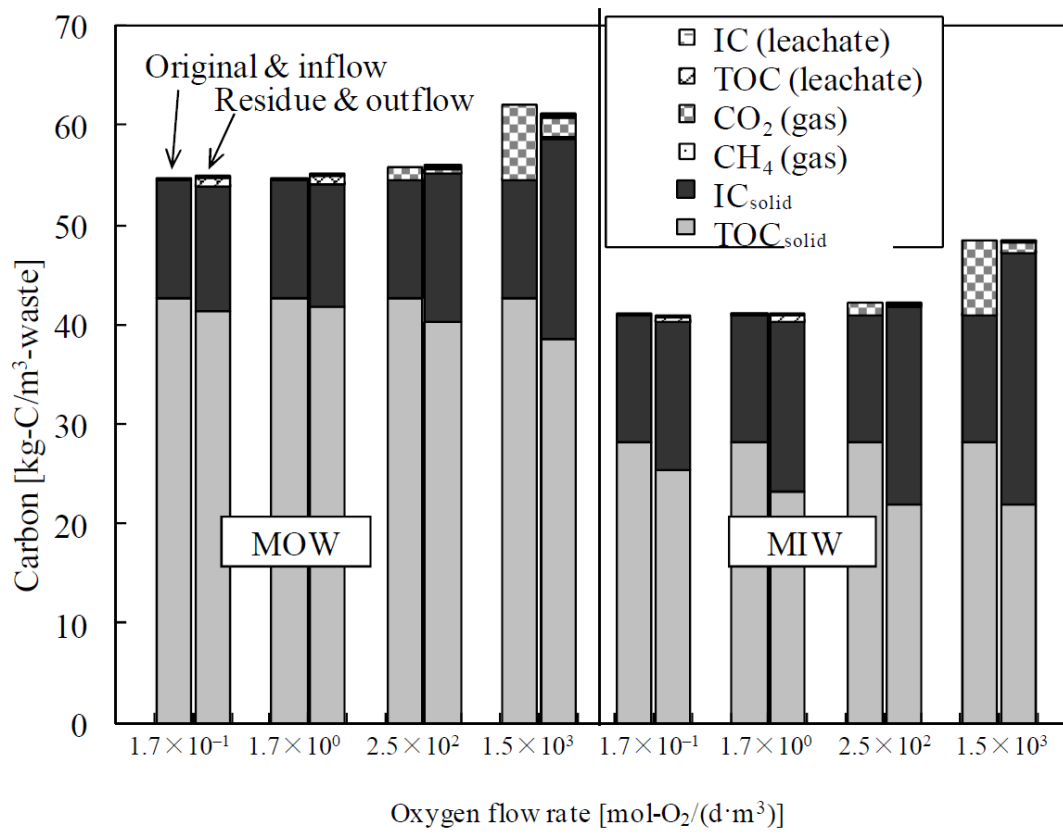 70
60
50
40
30
20
10
0
Carbon [kg-C/m³-waste]
Original & inflow
Residue & outflow
IC (leachate)
TOC (leachate)
CO₂ (gas)
CH₄ (gas)
ICsolid
TOCsolid
MOW
MIW
1.7×10⁻¹ 1.7×10⁰ 2.5×10² 1.5×10³ 1.7×10⁻¹ 1.7×10⁰ 2.5×10² 1.5×10³
Oxygen flow rate [mol-O₂/(d·m³)]